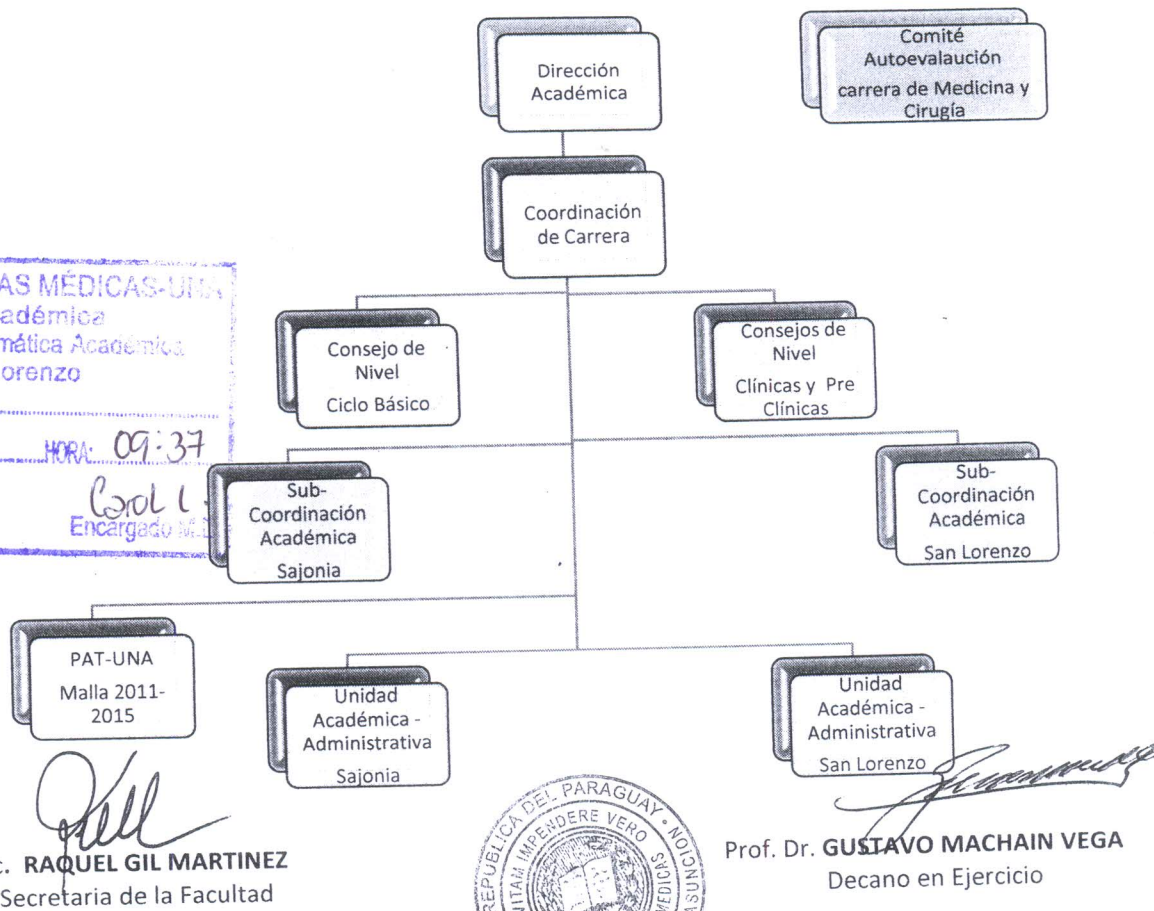 Dirección
Académica
Comité
Autoevalaución
carrera de Medicina y
Cirugía
Coordinación
de Carrera
AS MÉDICAS-UNA
adémica
mática Académica
orenzo
HORA: 09:37
Carol L.
Encargado M.E
Consejo de
Nivel
Ciclo Básico
Consejos de
Nivel
Clínicas y Pre
Clínicas
Sub-
Coordinación
Académica
Sajonia
Sub-
Coordinación
Académica
San Lorenzo
PAT-UNA
Malla 2011-
2015
Unidad
Académica -
Administrativa
Sajonia
Unidad
Académica -
Administrativa
San Lorenzo
c. RAQUEL GIL MARTINEZ
Secretaria de la Facultad
REPUBLICA DEL PARAGUAY • 
VITAM IMPENDERE VERO
MEDICAS
ASUNCION
Prof. Dr. GUSTAVO MACHAIN VEGA
Decano en Ejercicio